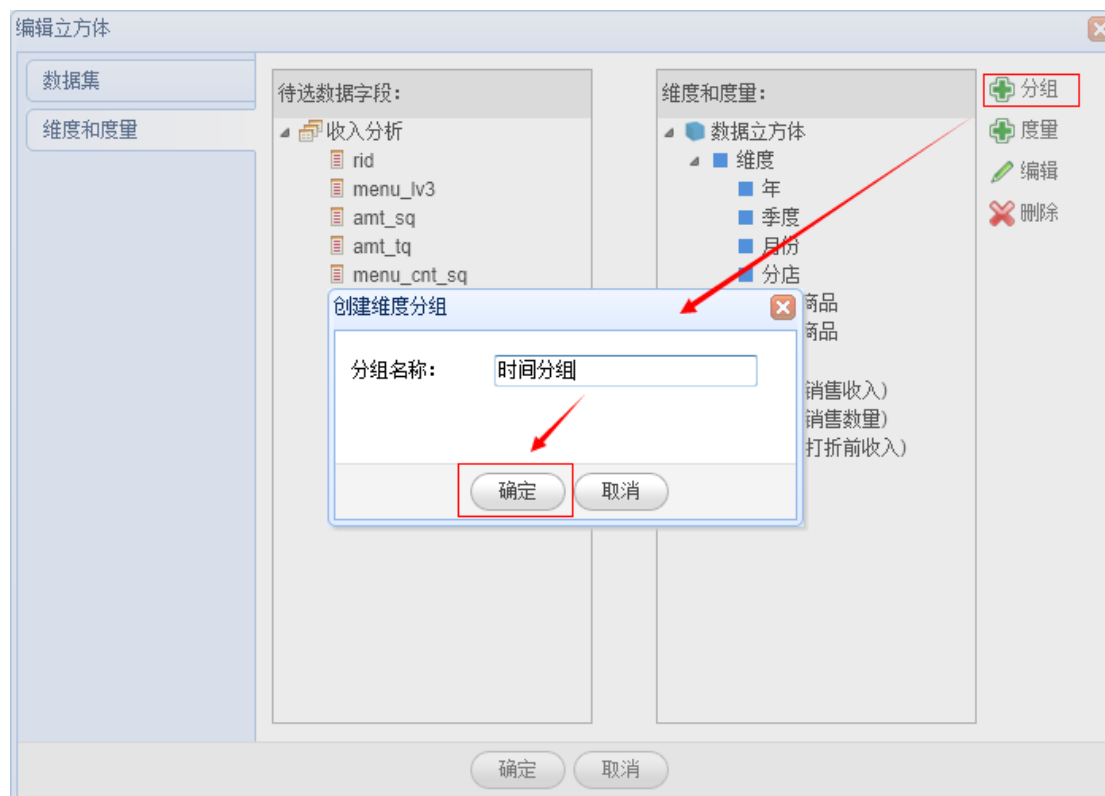 编辑立方体
数据集
维度和度量
待选数据字段：
收入分析
rid
menu_lv3
amt_sq
amt_tq
menu_cnt_sq
维度和度量：
数据立方体
维度
年
季度
月份
分店
商品
商品
销售收入)
销售数量)
打折前收入)
分组
度量
编辑
删除
创建维度分组
分组名称：
时间分组
确定
取消
确定
取消